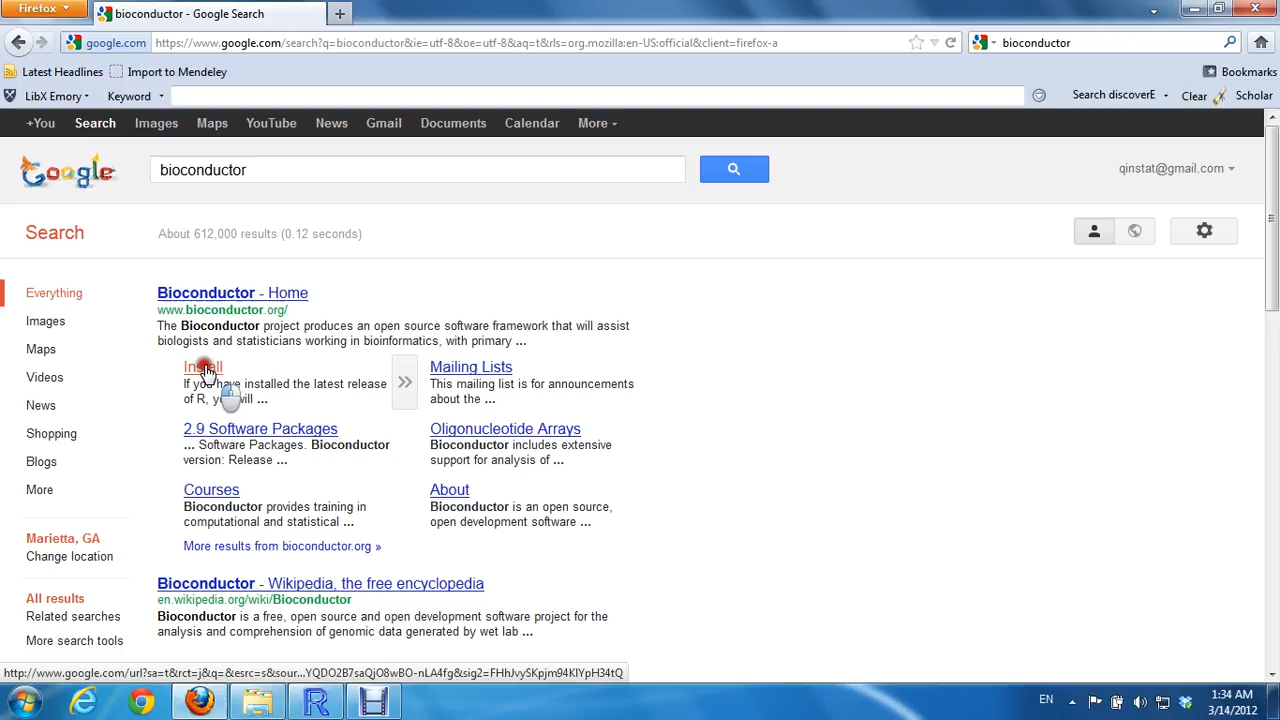 Firefox
bioconductor - Google Search
google.com
https://www.google.com/search?q=bioconductor&ie=utf-8&oe=utf-8&aq=t&rls=org.mozilla:en-US:official&client=firefox-a
bioconductor
Latest Headlines
Import to Mendeley
Bookmarks
LibX Emory
Keyword
Search discoverE
Clear
Scholar
+You
Search
Images
Maps
YouTube
News
Gmail
Documents
Calendar
More
Google
bioconductor
qinstat@gmail.com
Search
About 612,000 results (0.12 seconds)
Everything
Images
Maps
Videos
News
Shopping
Blogs
More
Marietta, GA
Change location
All results
Related searches
More search tools
Bioconductor - Home
www.bioconductor.org/
The Bioconductor project produces an open source software framework that will assist
biologists and statisticians working in bioinformatics, with primary ...
Install
If you have installed the latest release
of R, you will ...
Mailing Lists
This mailing list is for announcements
about the ...
2.9 Software Packages
... Software Packages. Bioconductor
version: Release ...
Oligonucleotide Arrays
Bioconductor includes extensive
support for analysis of ...
Courses
Bioconductor provides training in
computational and statistical ...
About
Bioconductor is an open source,
open development software ...
More results from bioconductor.org »
Bioconductor - Wikipedia, the free encyclopedia
en.wikipedia.org/wiki/Bioconductor
Bioconductor is a free, open source and open development software project for the
analysis and comprehension of genomic data generated by wet lab ...
http://www.google.com/url?sa=t&rct=j&q=&esrc=s&sour...YQDO2B7saQjO8wBO-nLA4fg&sig2=FHhJvySKpjm94KIYpH34tQ
EN
1:34 AM
3/14/2012